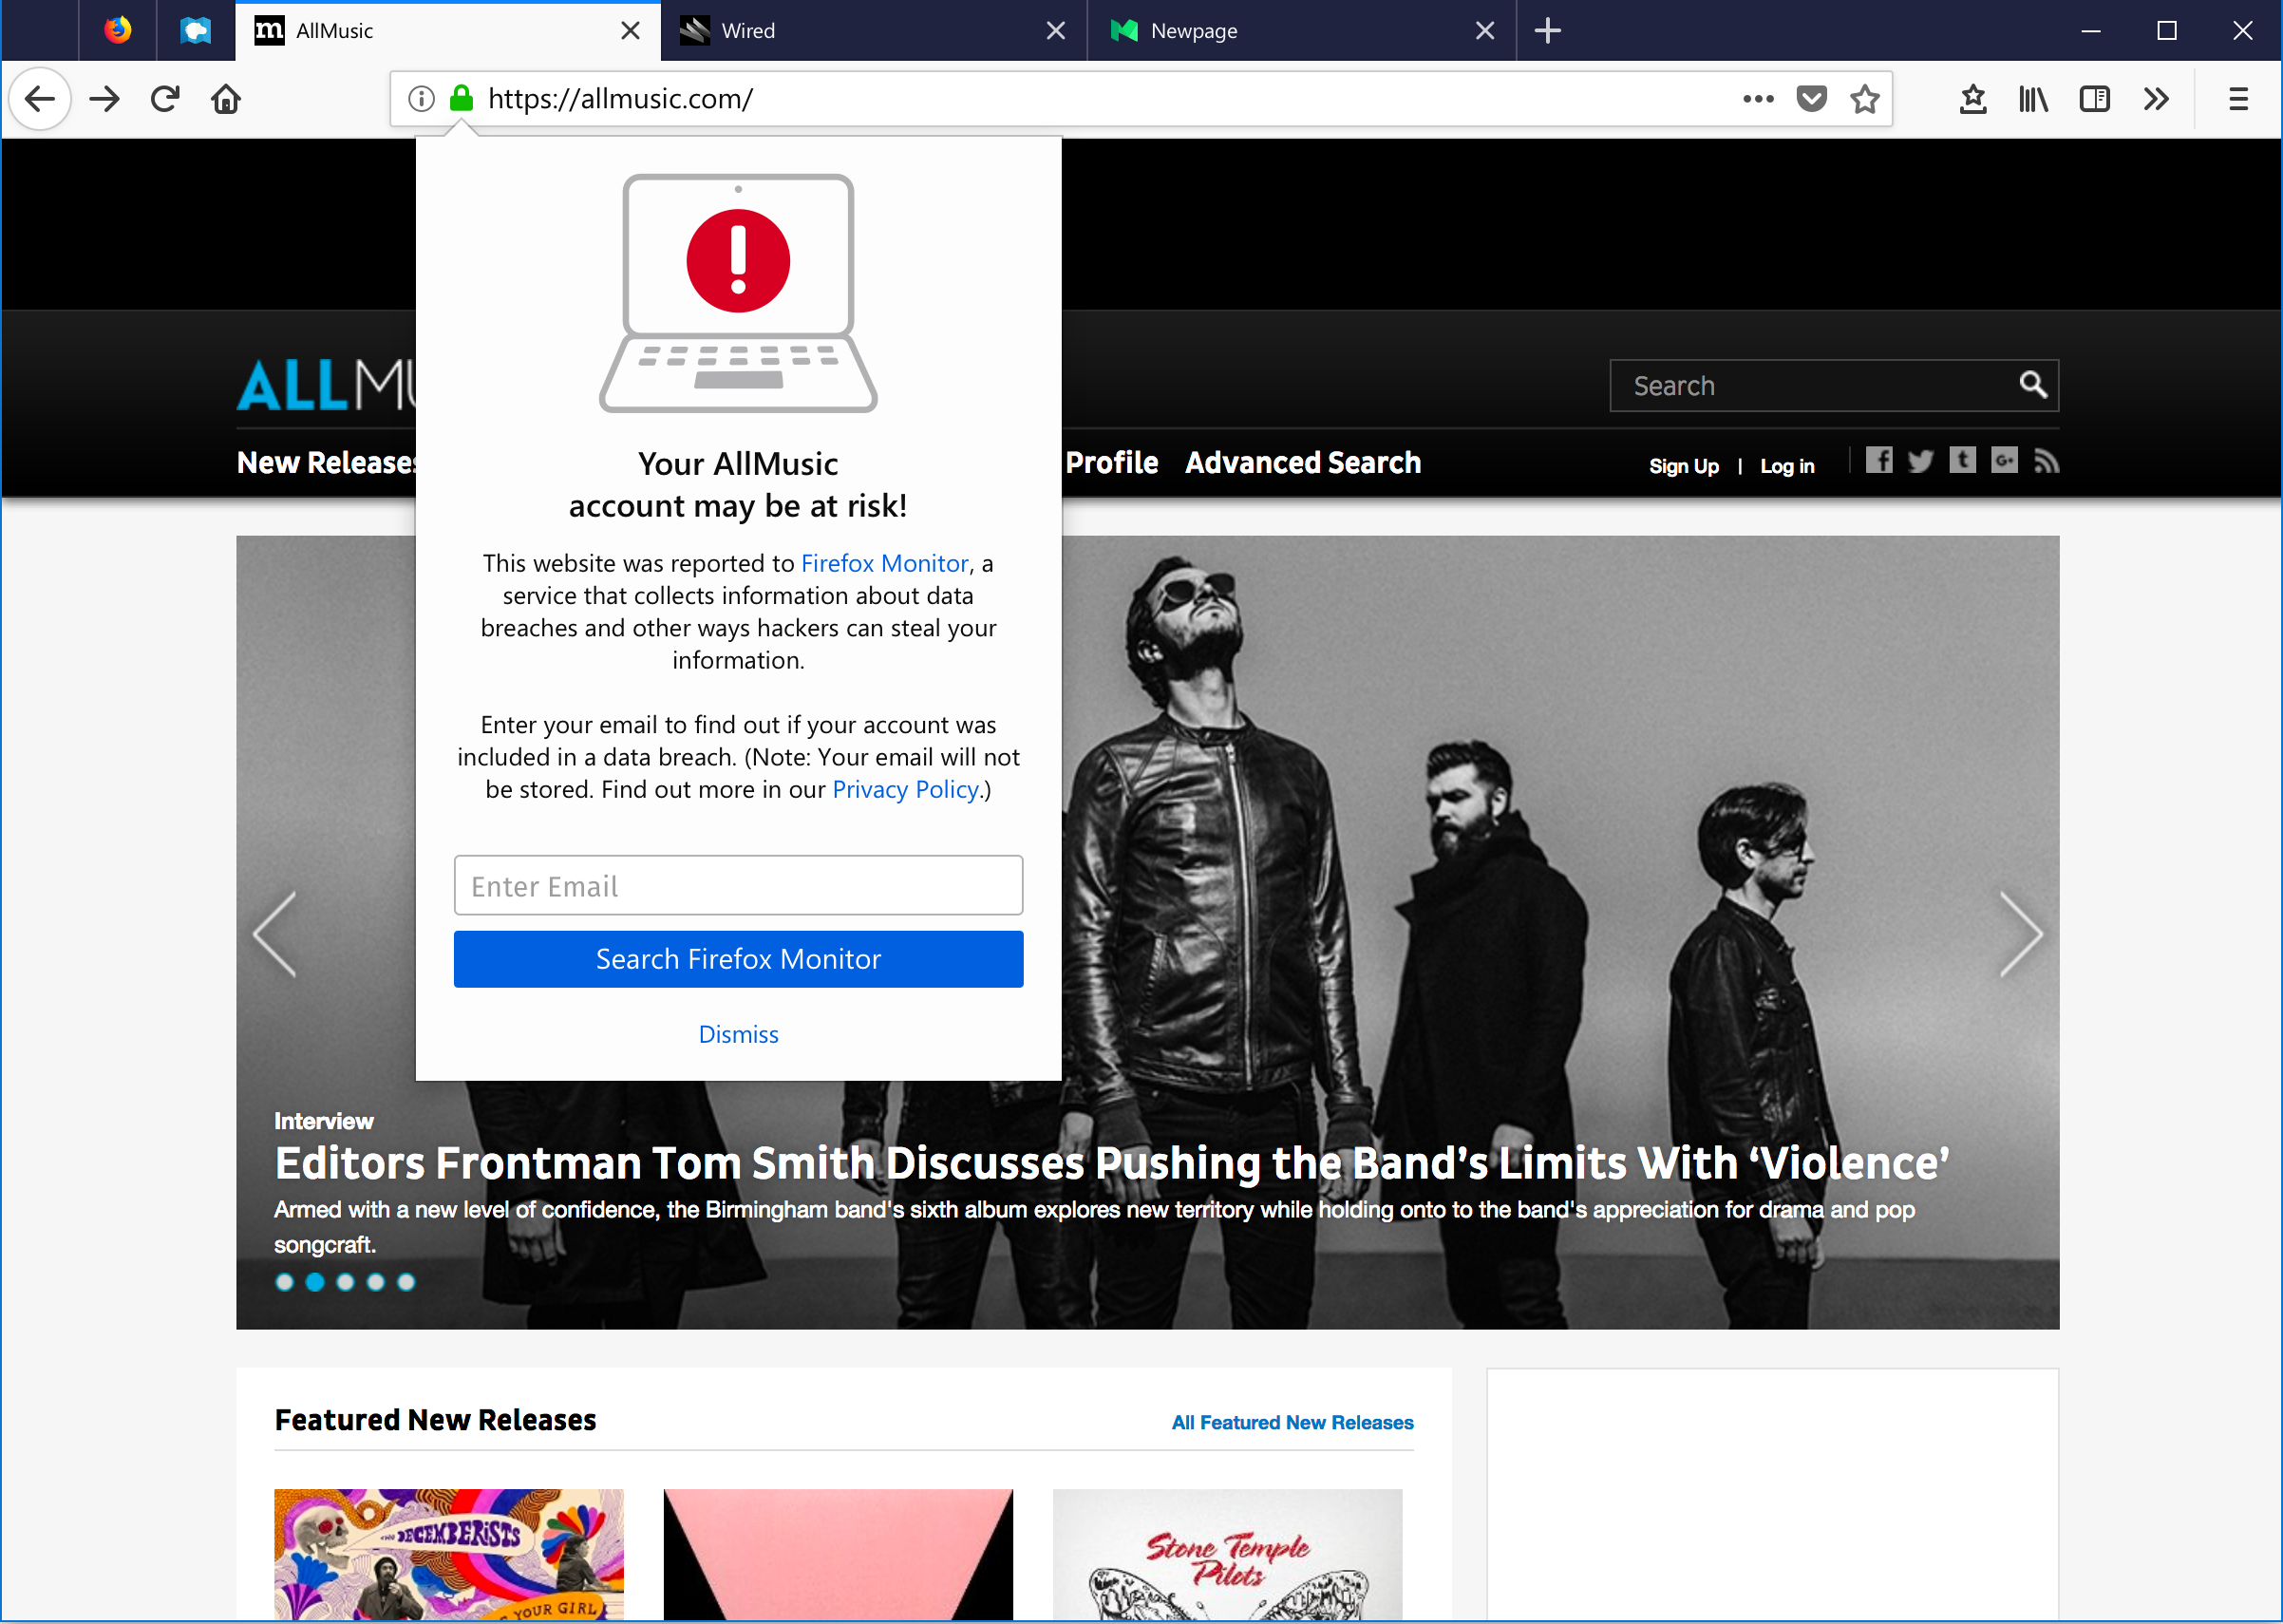 AllMusic
Wired
Newpage
https://allmusic.com/
ALL
Search
New Releases
Profile
Advanced Search
Sign Up | Log in
Your AllMusic
account may be at risk!
This website was reported to Firefox Monitor, a
service that collects information about data
breaches and other ways hackers can steal your
information.
Enter your email to find out if your account was
included in a data breach. (Note: Your email will not
be stored. Find out more in our Privacy Policy.)
Enter Email
Search Firefox Monitor
Dismiss
Interview
Editors Frontman Tom Smith Discusses Pushing the Band’s Limits With ‘Violence’
Armed with a new level of confidence, the Birmingham band's sixth album explores new territory while holding onto to the band's appreciation for drama and pop
songcraft.
Featured New Releases
All Featured New Releases
THE DECEMBERISTS
YOUR GIRL
Stone Temple
Pilots